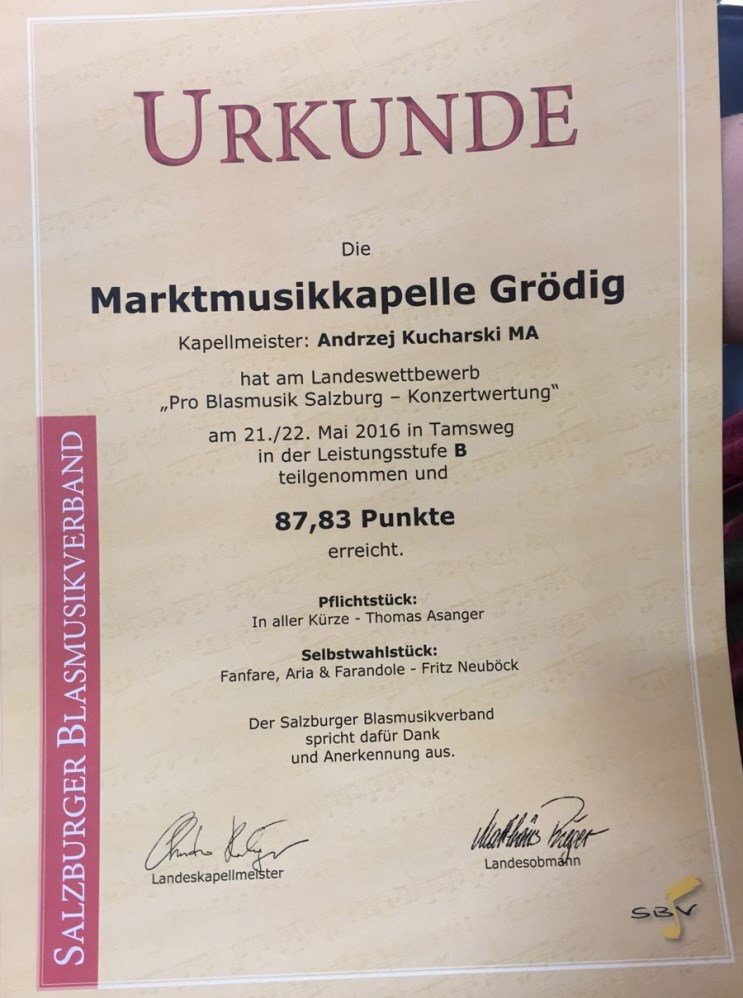 URKUNDE
Die
Marktmusikkapelle Grödig
Kapellmeister: Andrzej Kucharski MA
hat am Landeswettbewerb
„Pro Blasmusik Salzburg – Konzertwertung“
am 21./22. Mai 2016 in Tamsweg
in der Leistungsstufe B
teilgenommen und
87,83 Punkte
erreicht.
Pflichtstück:
In aller Kürze - Thomas Asanger
Selbstwahlstück:
Fanfare, Aria & Farandole - Fritz Neuböck
Der Salzburger Blasmusikverband
spricht dafür Dank
und Anerkennung aus.
Landeskapellmeister
Landesobmann
SALZBURGER BLASMUSIKVERBAND
SBV